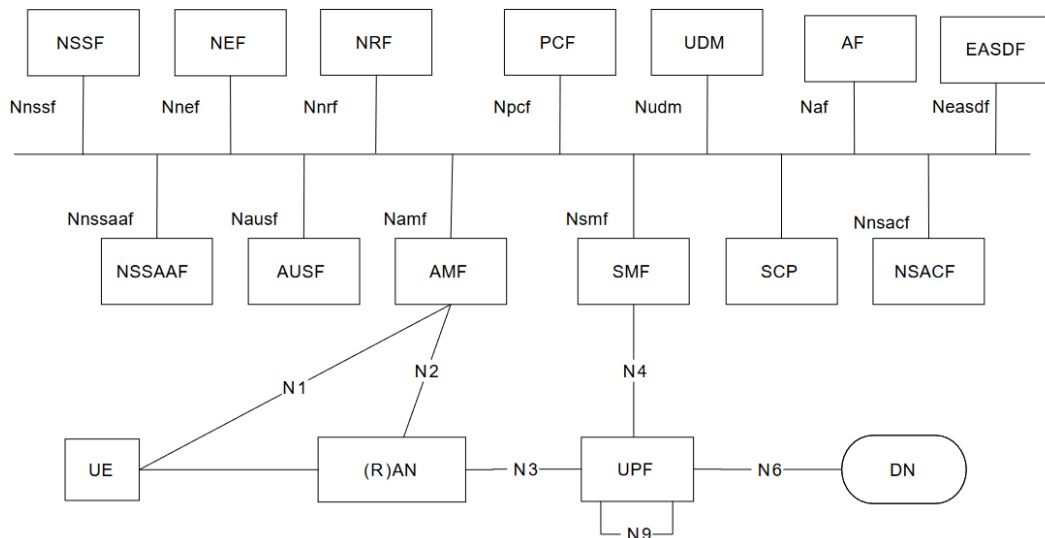 NSSF
NEF
NRF
PCF
UDM
AF
EASDF
Nnssf
Nnef
Nnrf
Npcf
Nudm
Naf
Neasdf
Nnssaaf
Nausf
Namf
Nsmf
Nnsacf
NSSAAF
AUSF
AMF
SMF
SCP
NSACF
N1
N2
N4
UE
(R)AN
N3
UPF
N6
DN
N9